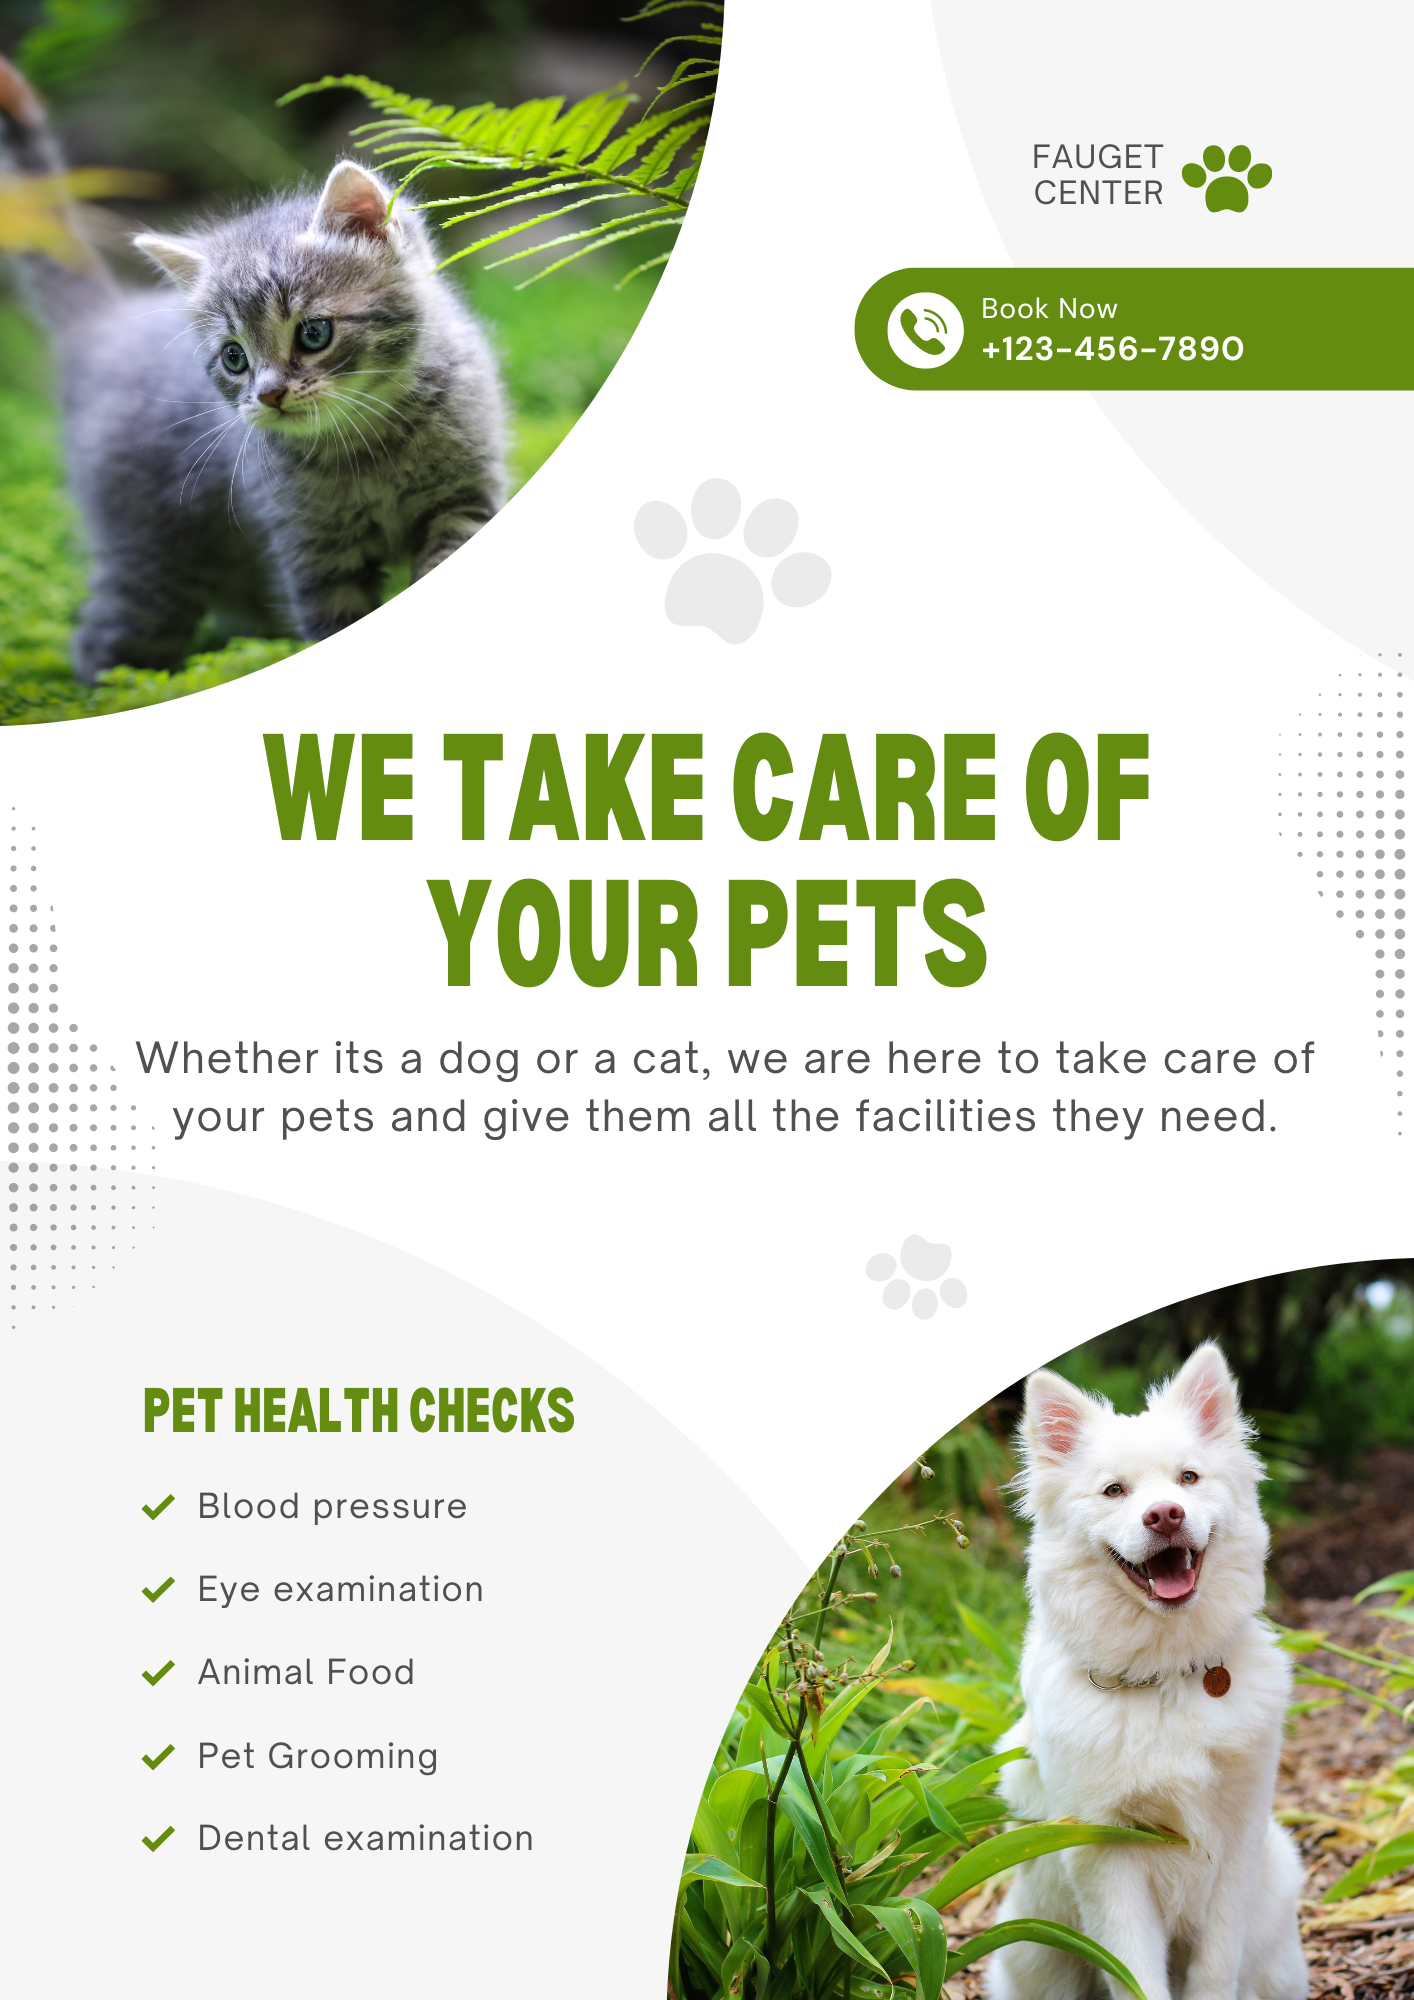 FAUGET
CENTER
Book Now
+123-456-7890
WE TAKE CARE OF
YOUR PETS
Whether its a dog or a cat, we are here to take care of
your pets and give them all the facilities they need.
PET HEALTH CHECKS
Blood pressure
Eye examination
Animal Food
Pet Grooming
Dental examination